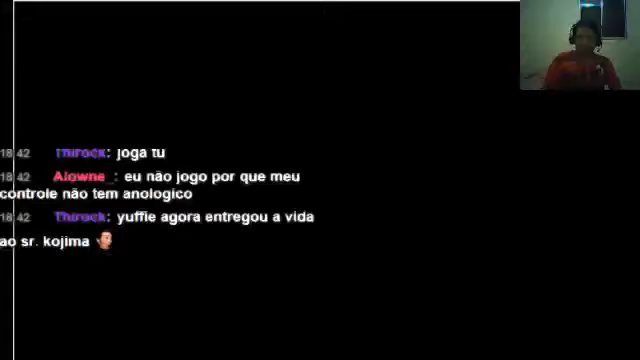 18:42 Thirock: joga tu
18:42 Alowne_: eu não jogo por que meu
controle não tem anologico
18:42 Thirock: yuffie agora entregou a vida
ao sr. kojima